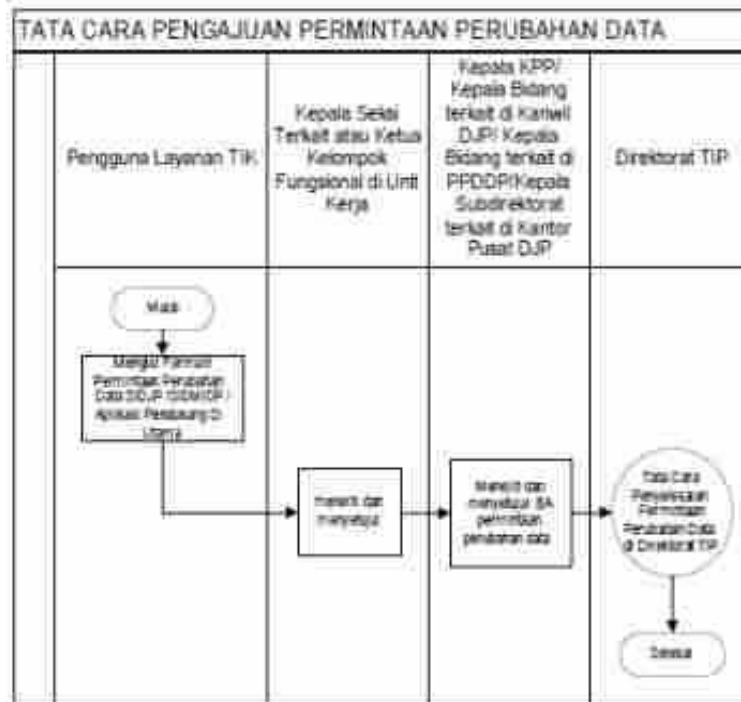 TATA CARA PENGAJUAN PERMINTAAN PERUBAHAN DATA
Pengguna Layanan TIK
Kepala Seksi
Terkait atau Ketua
Kelompok
Fungsional di Unit
Kerja
Kepala KPP/
Kepala Bidang
terkait di Kanwil
DJP/ Kepala
Bidang terkait di
PPDDP/Kepala
Subdirektorat
terkait di Kantor
Pusat DJP
Direktorat TIP
Mulai
Mengisi Formulir
Permintaan Perubahan
Data SIDJP
Aplikasi Pendukung
Utama
meneliti dan
menyetujui
Meneliti dan
menyetujui BA
permintaan
perubahan data
Tata Cara
Penyelesaian
Permintaan
Perubahan Data
di Direktorat TIP
Selesai